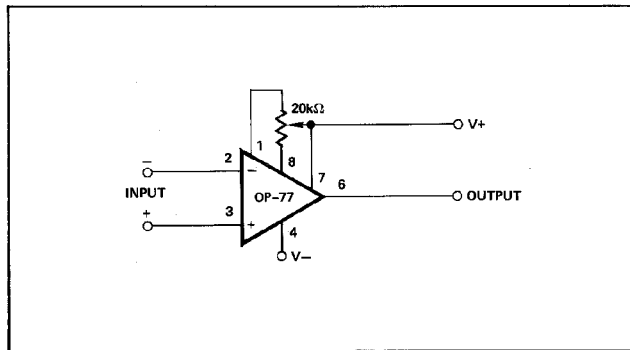 20kΩ
V+
1
8
−
2
−
7
6
INPUT
OP-77
OUTPUT
+
3
+
4
V−